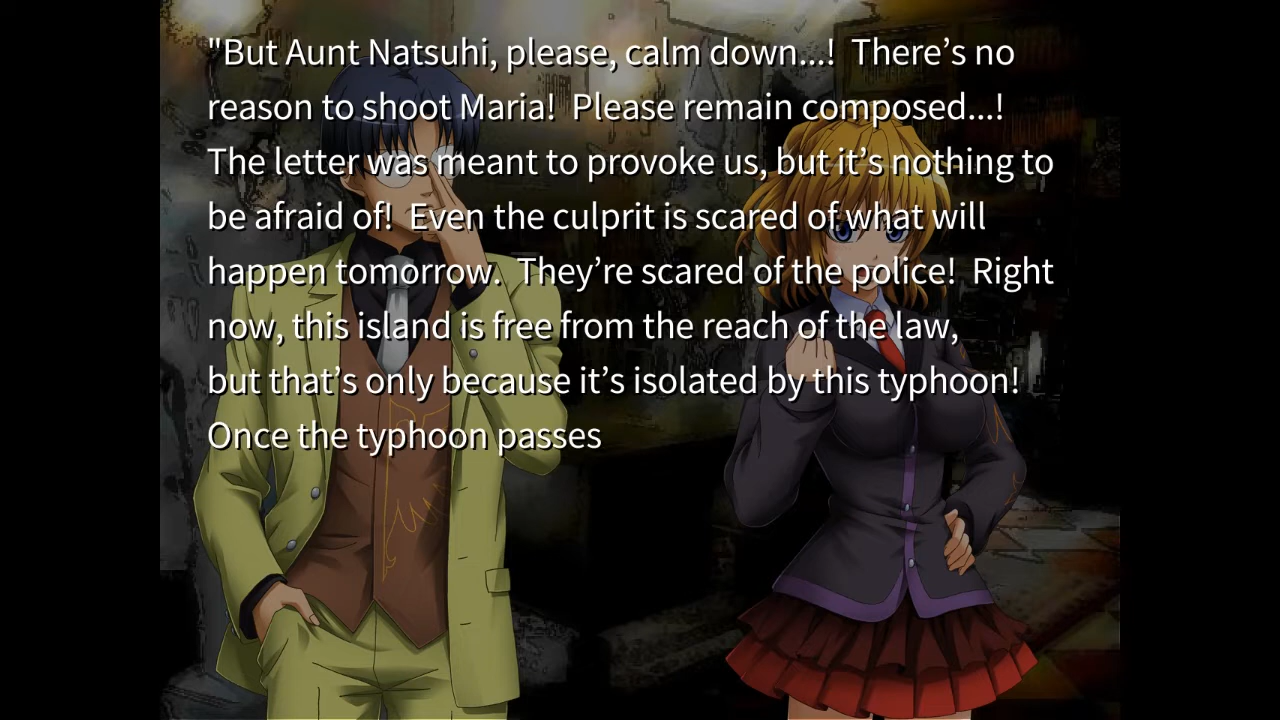 "But Aunt Natsuhi, please, calm down...!  There’s no
reason to shoot Maria!  Please remain composed...!
The letter was meant to provoke us, but it’s nothing to
be afraid of!  Even the culprit is scared of what will
happen tomorrow.  They’re scared of the police!  Right
now, this island is free from the reach of the law,
but that’s only because it’s isolated by this typhoon!
Once the typhoon passes